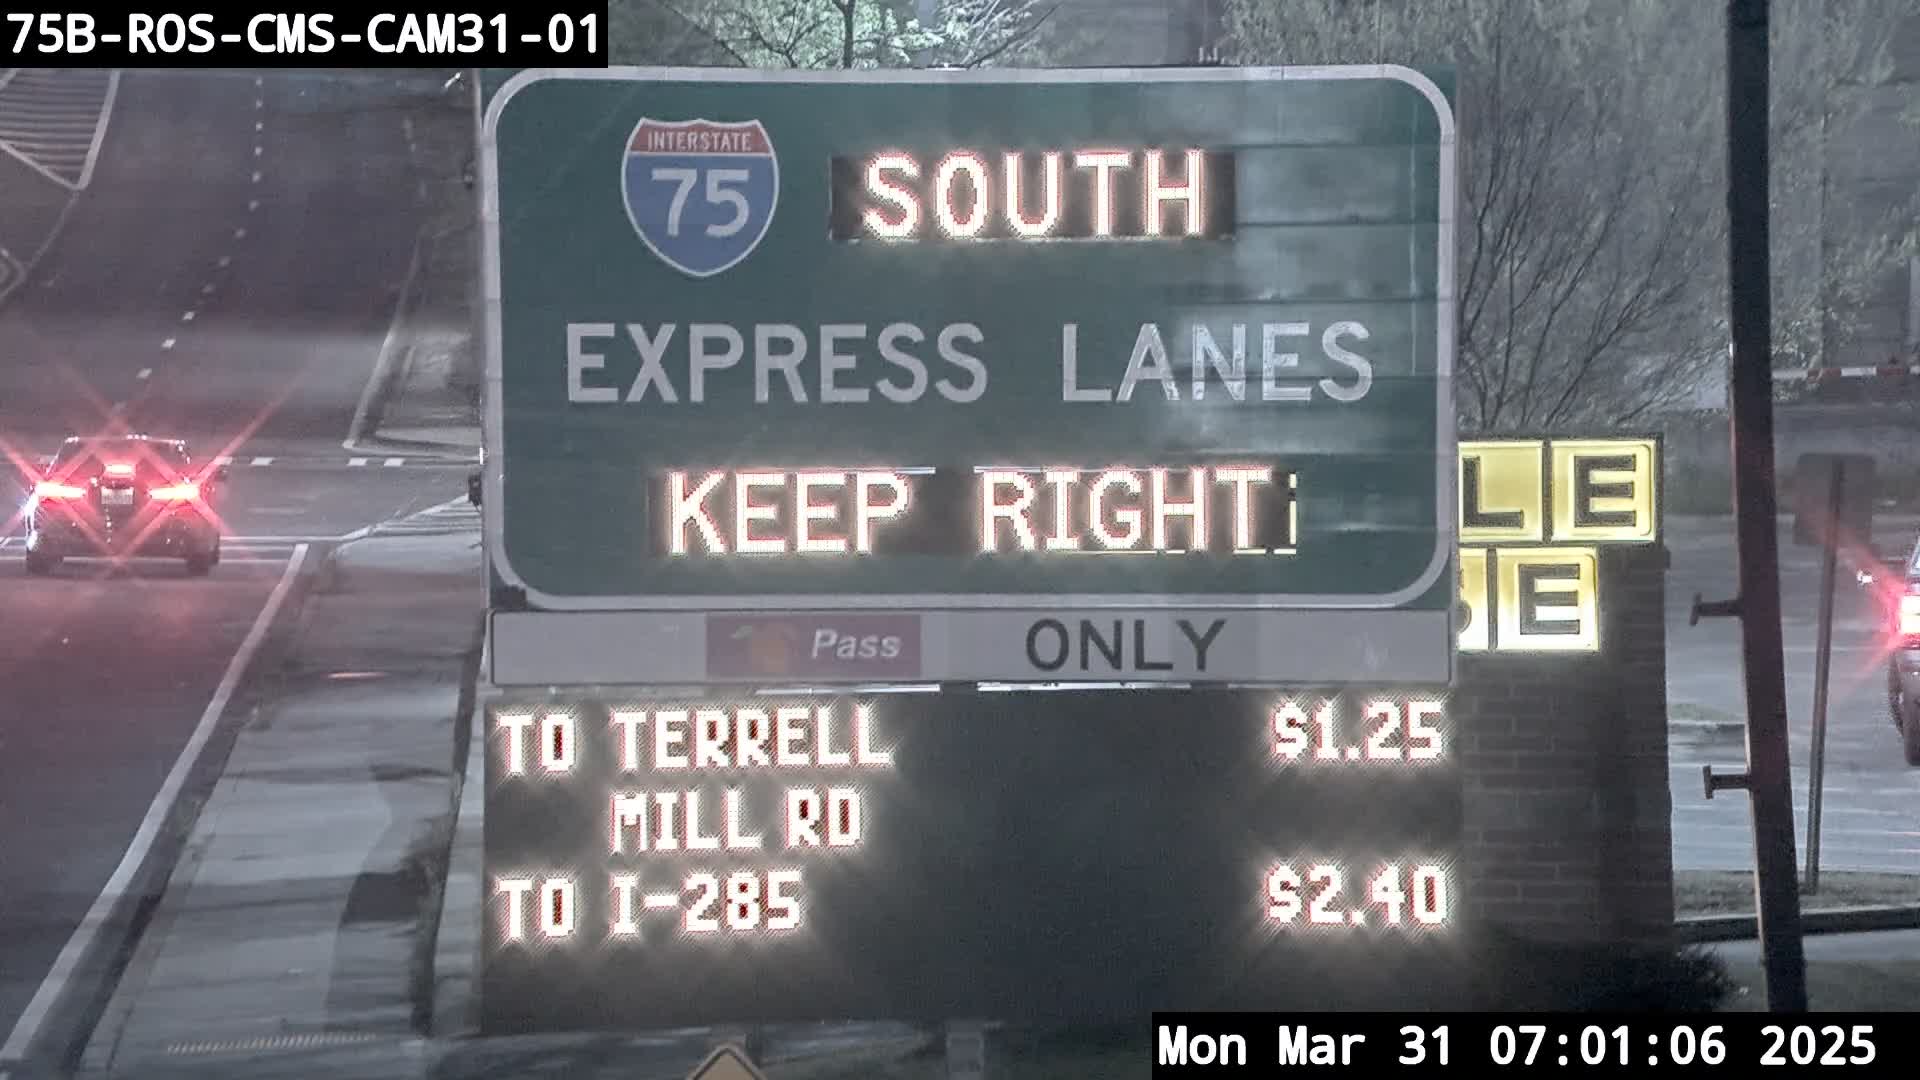 75B-ROS-CMS-CAM31-01
INTERSTATE
75
SOUTH
EXPRESS LANES
KEEP RIGHT
Pass ONLY
TO TERRELL $1.25
MILL RD
TO I-285 $2.40
LE
E
Mon Mar 31 07:01:06 2025